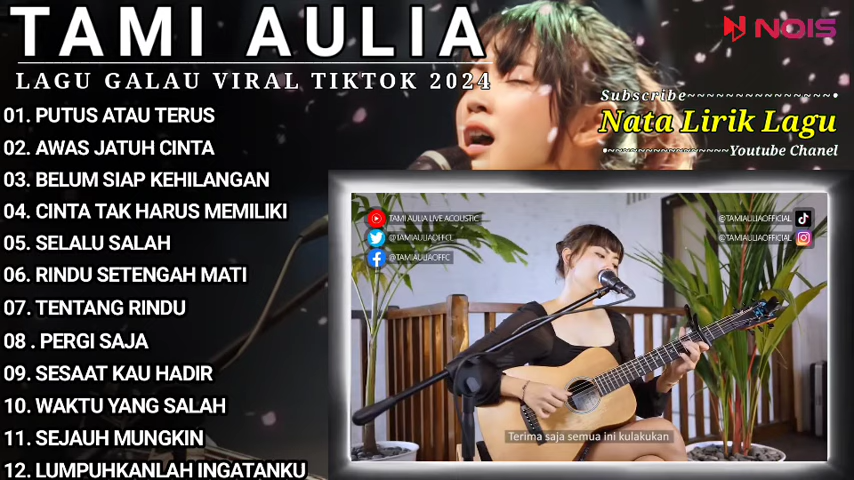 TAMI AULIA
LAGU GALAU VIRAL TIKTOK 2024
NOIS
Subscribe~~~~~~~~~~~~~~~•
Nata Lirik Lagu
•~~~~~~~~~~~~~~~Youtube Chanel
01. PUTUS ATAU TERUS
02. AWAS JATUH CINTA
03. BELUM SIAP KEHILANGAN
04. CINTA TAK HARUS MEMILIKI
05. SELALU SALAH
06. RINDU SETENGAH MATI
07. TENTANG RINDU
08 . PERGI SAJA
09. SESAAT KAU HADIR
10. WAKTU YANG SALAH
11. SEJAUH MUNGKIN
12. LUMPUHKANLAH INGATANKU
TAMI AULIA LIVE ACOUSTIC
@TAMIAULIAOFFCL
@TAMIAULIAOFFC
@TAMIAULIAOFFICIAL
@TAMIAULIAOFFICIAL
Terima saja semua ini kulakukan